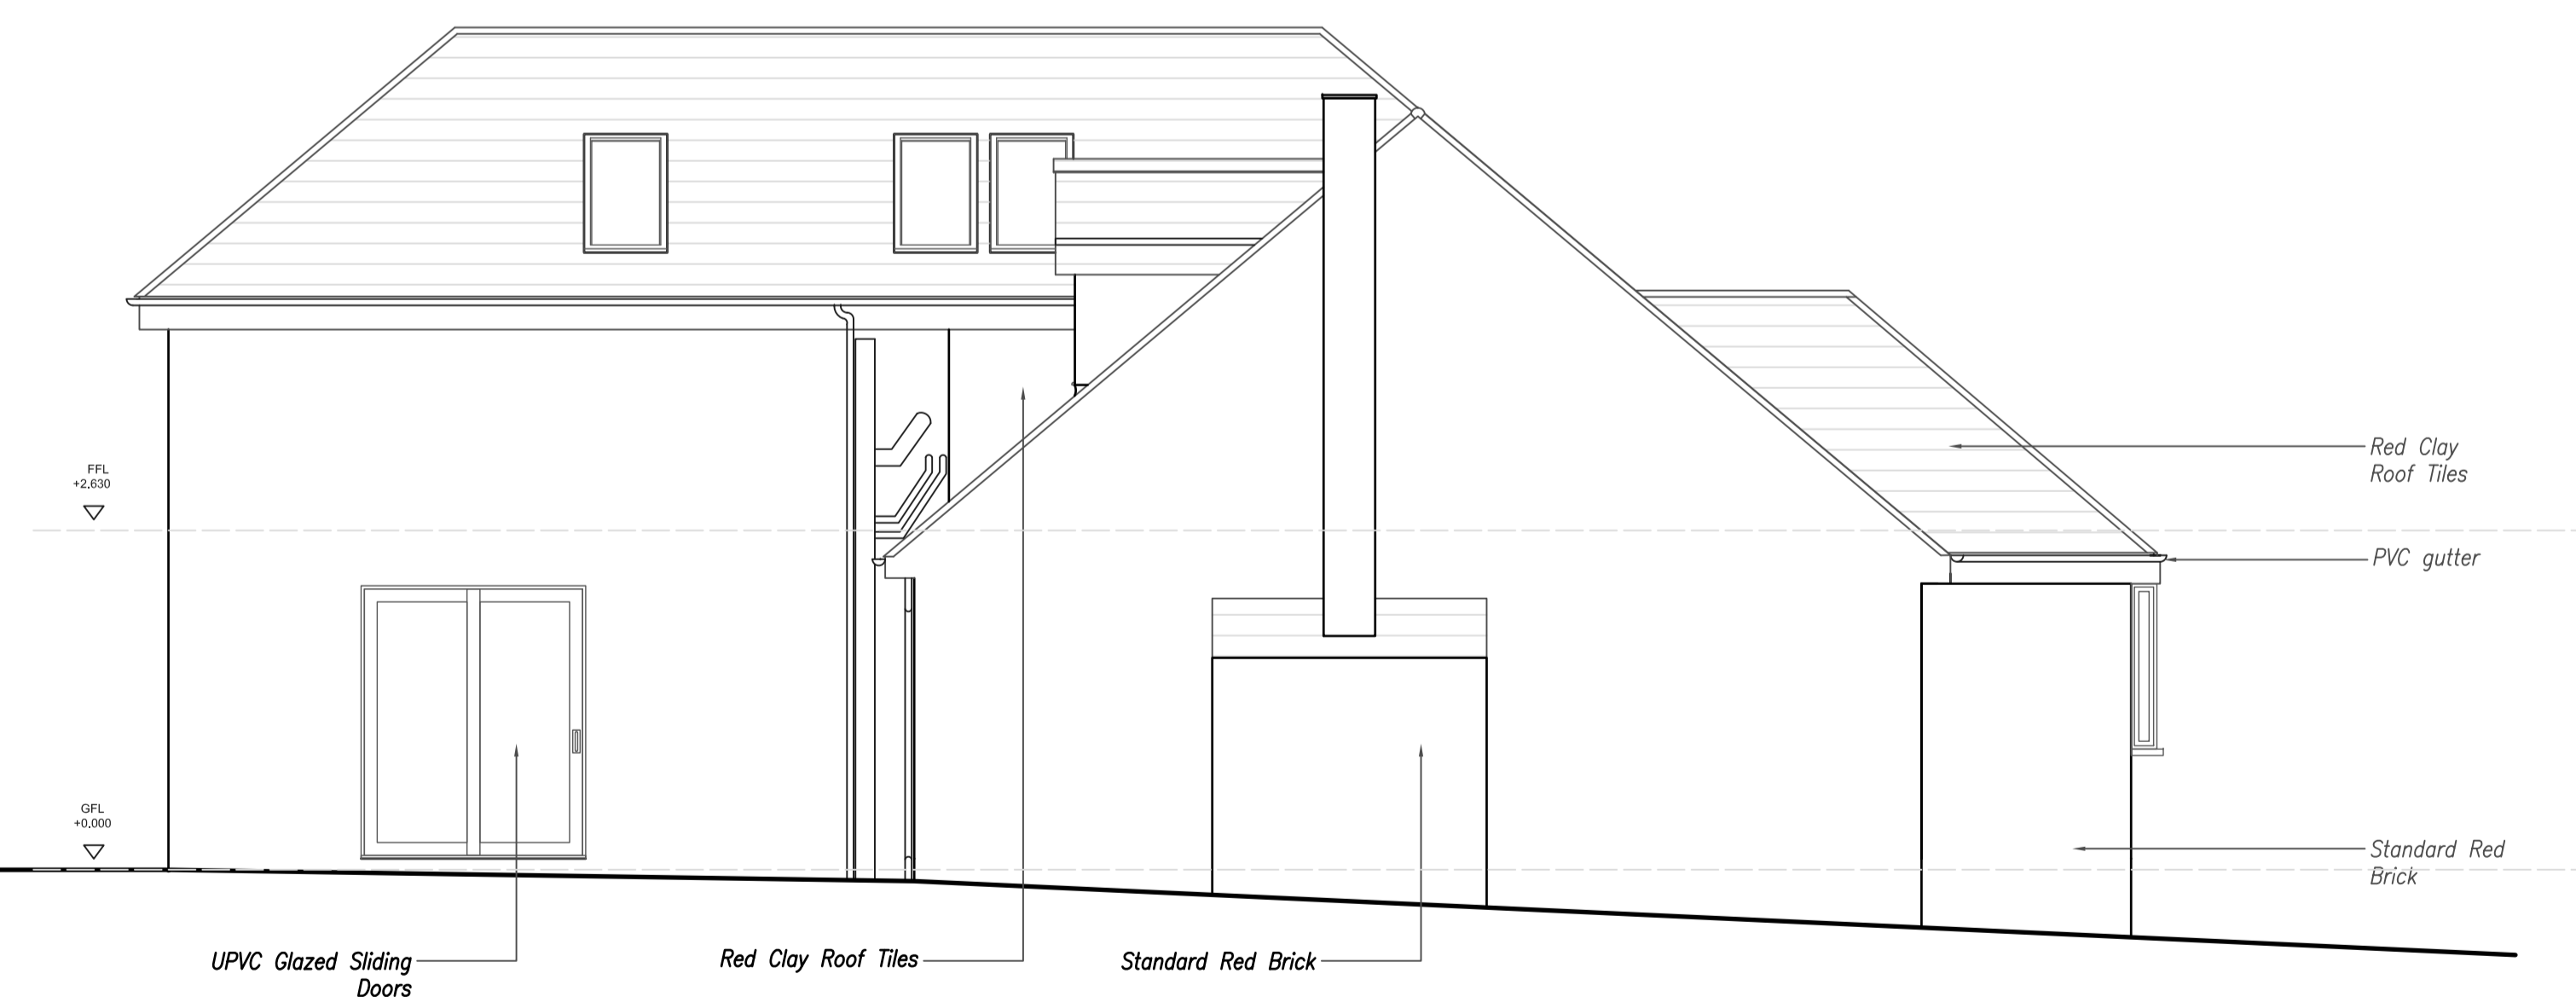 Red Clay
Roof Tiles
FFL
+2.630
PVC gutter
GFL
+0.000
Standard Red
Brick
UPVC Glazed Sliding
Doors
Red Clay Roof Tiles
Standard Red Brick